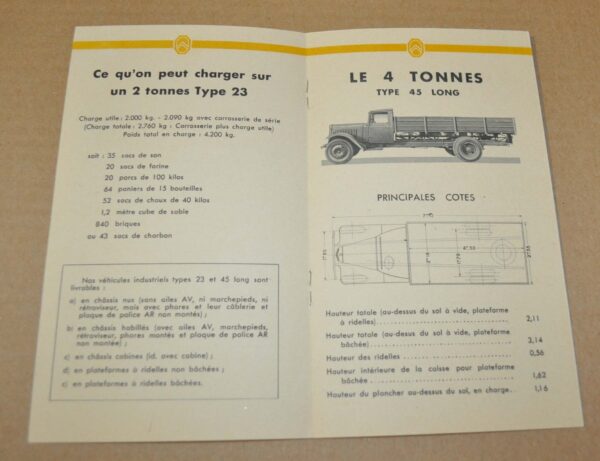 Ce qu'on peut charger sur
un 2 tonnes Type 23
Charge utile : 2.000 kg. - 2.090 kg avec carrosserie de série
(Charge totale : 2.760 kg : Carrosserie plus charge utile)
Poids total en charge : 4.200 kg.
soit : 35 sacs de son
20 sacs de farine
20 porcs de 100 kilos
64 paniers de 15 bouteilles
52 sacs de choux de 40 kilos
1,2 mètre cube de sable
840 briques
ou 43 sacs de charbon
Nos véhicules industriels types 23 et 45 long sont
livrables :
a) en châssis nus (sans ailes AV, ni marchepieds, ni
rétroviseur, mais avec phares et leur câblerie et
plaque de police AR non montés) ;
b) en châssis habillés (avec ailes AV, marchepieds,
rétroviseur, phares montés et plaque de police AR
non montée) ;
c) en châssis cabines (id. avec cabine) ;
d) en plateformes à ridelles non bâchées ;
e) en plateformes à ridelles bâchées.
LE 4 TONNES
TYPE 45 LONG
PRINCIPALES COTES
Hauteur totale (au-dessus du sol à vide, plateforme
à ridelles) 2,11
Hauteur totale (au-dessus du sol à vide, plateforme
bâchée) 2,14
Hauteur des ridelles 0,56
Hauteur intérieure de la caisse pour plateforme
bâchée 1,62
Hauteur du plancher au-dessus du sol, en charge 1,16